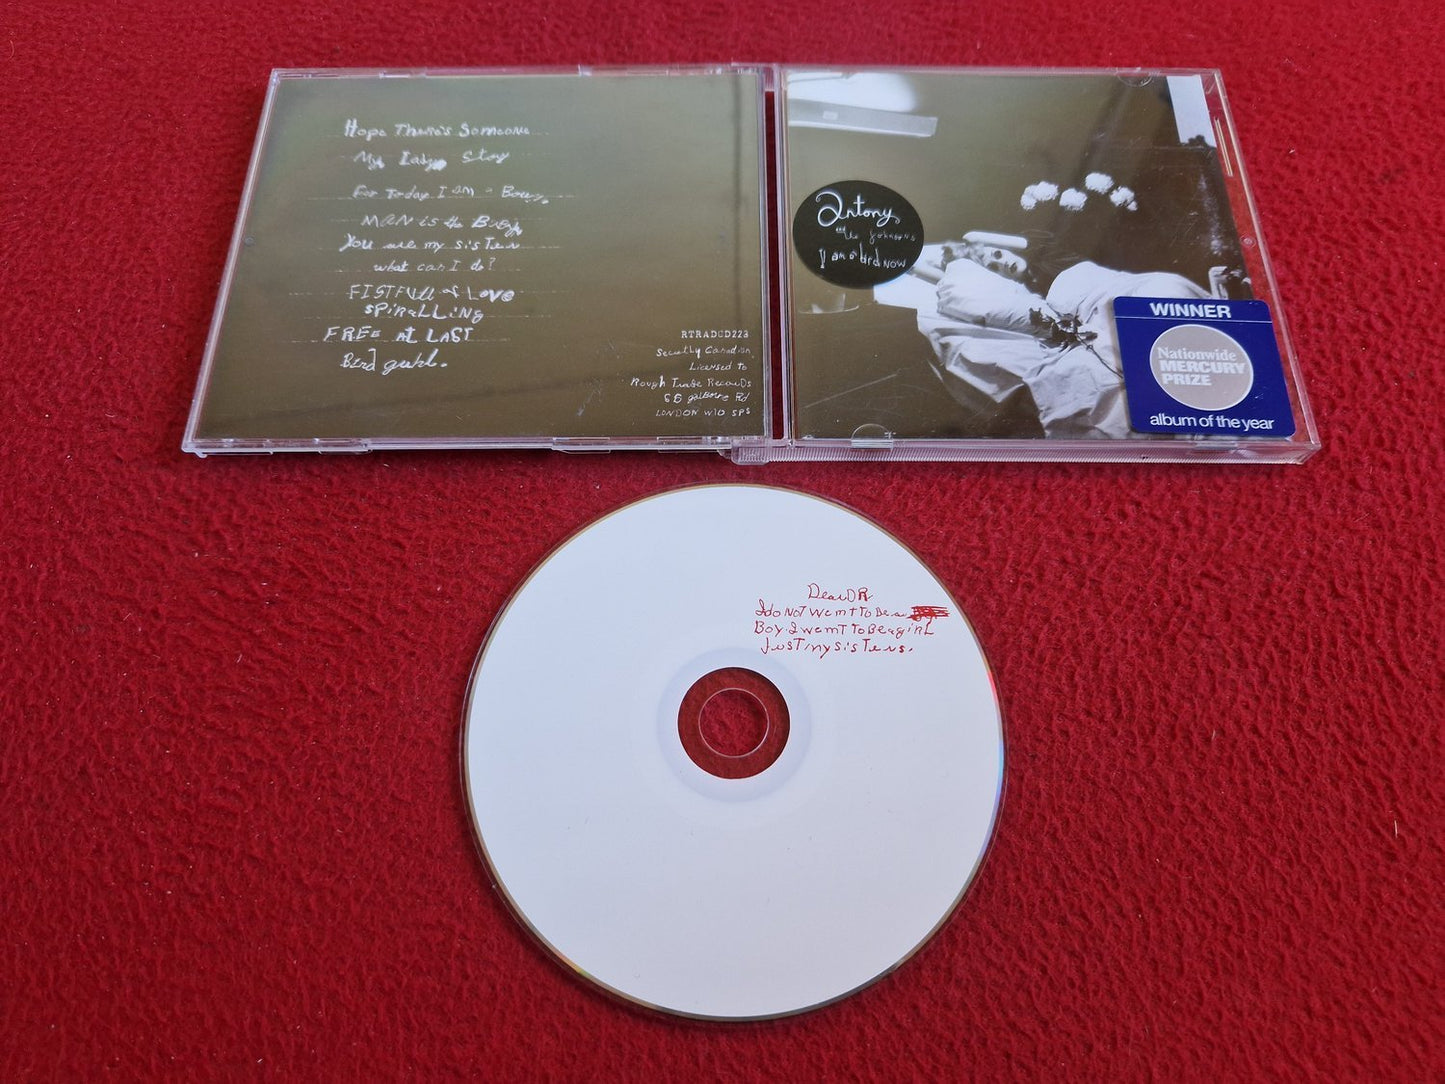 Hope There's Someone
My Lady Story
For Today I am a Boy
MAN is the Baby
You are my sister
what can I do?
FISTFULL of LOVE
SPiRALLiNg
FREE At LAST
Bird guhl.
RTRADCD223
Secretly Canadian
Licensed to
Rough Trade Records
66 golborne Rd
LONDON W10 5PS
Antony
and the Johnsons
I am a bird NOW
WINNER
Nationwide
MERCURY
PRIZE
album of the year
Dear DR
I do NOT WanT To Be a
Boy. I wanT To Be a girL
JusT my sisTers.